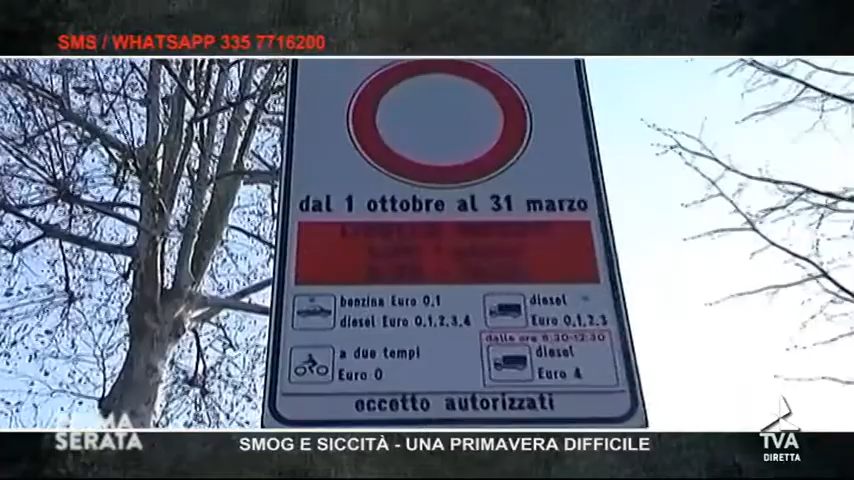 SMS / WHATSAPP 335 7716200
dal 1 ottobre al 31 marzo
benzina Euro 0,1
diesel Euro 0,1,2,3,4
diesel
Euro 0,1,2,3
a due tempi
Euro 0
dalle ore 8,30-12,30
diesel
Euro 4
eccetto autorizzati
PRIMA
SERATA
SMOG E SICCITÀ - UNA PRIMAVERA DIFFICILE
TVA
DIRETTA